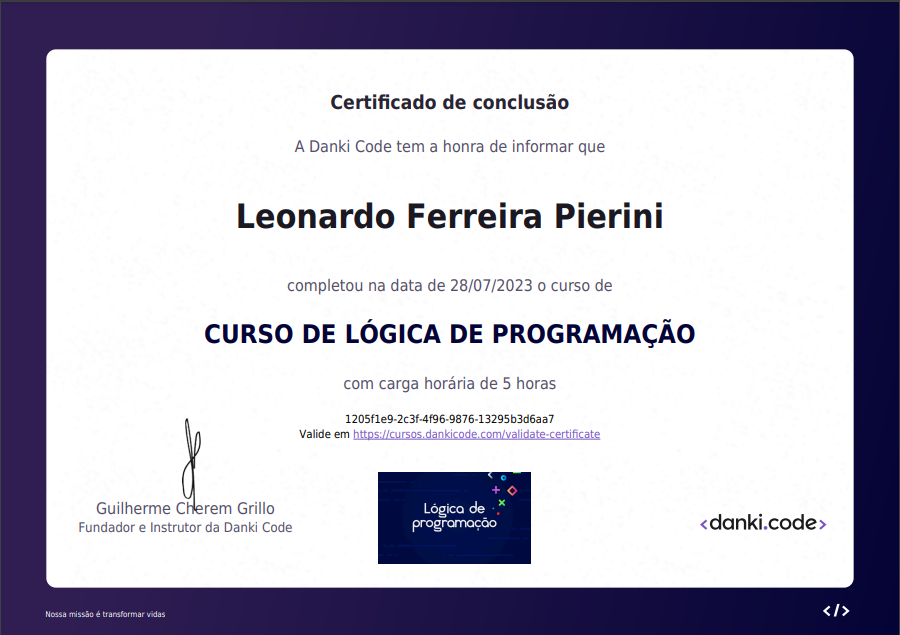 Certificado de conclusão
A Danki Code tem a honra de informar que
Leonardo Ferreira Pierini
completou na data de 28/07/2023 o curso de
CURSO DE LÓGICA DE PROGRAMAÇÃO
com carga horária de 5 horas
1205f1e9-2c3f-4f96-9876-13295b3d6aa7
Valide em https://cursos.dankicode.com/validate-certificate
Guilherme Cherem Grillo
Fundador e Instrutor da Danki Code
Lógica de
programação
<danki.code>
Nossa missão é transformar vidas
</>